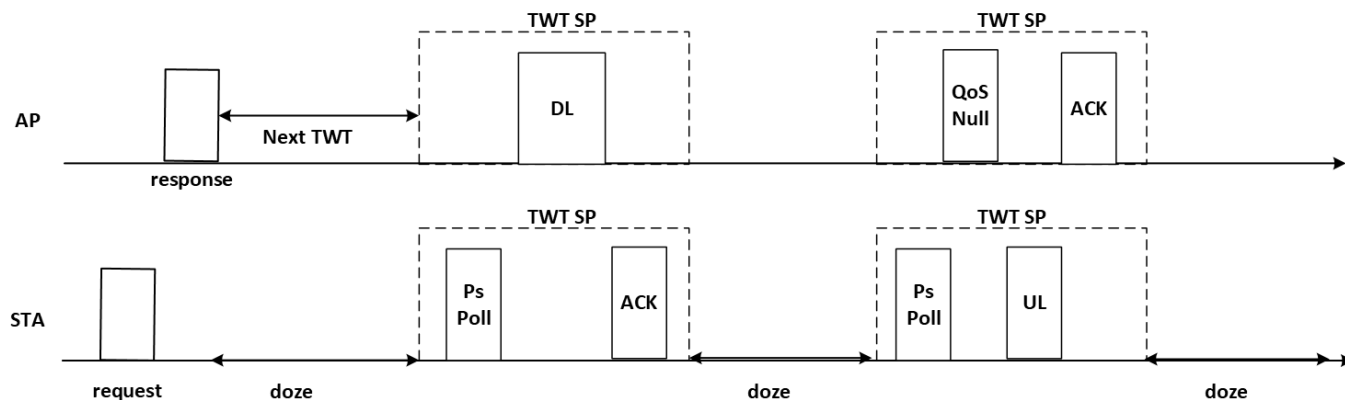 TWT SP
TWT SP
AP
Next TWT
DL
QoS
Null
ACK
response
TWT SP
TWT SP
STA
Ps
Poll
ACK
Ps
Poll
UL
request
doze
doze
doze